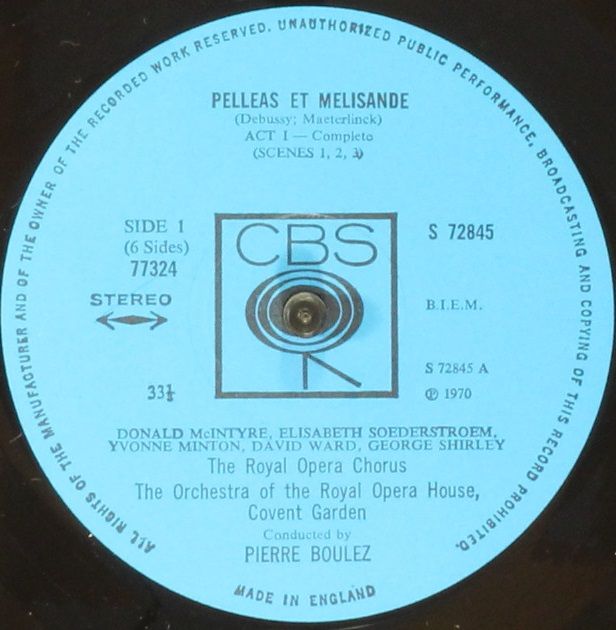 ALL RIGHTS OF THE MANUFACTURER AND OF THE OWNER OF THE RECORDED WORK RESERVED. UNAUTHORIZED PUBLIC PERFORMANCE, BROADCASTING AND COPYING OF THIS RECORD PROHIBITED.
PELLEAS ET MELISANDE
(Debussy; Maeterlinck)
ACT 1 — Complete
(SCENES 1, 2, 3)
SIDE 1
(6 Sides)
77324
STEREO
33⅓
CBS
S 72845
B.I.E.M.
S 72845 A
℗ 1970
DONALD McINTYRE, ELISABETH SOEDERSTROEM,
YVONNE MINTON, DAVID WARD, GEORGE SHIRLEY
The Royal Opera Chorus
The Orchestra of the Royal Opera House,
Covent Garden
Conducted by
PIERRE BOULEZ
MADE IN ENGLAND